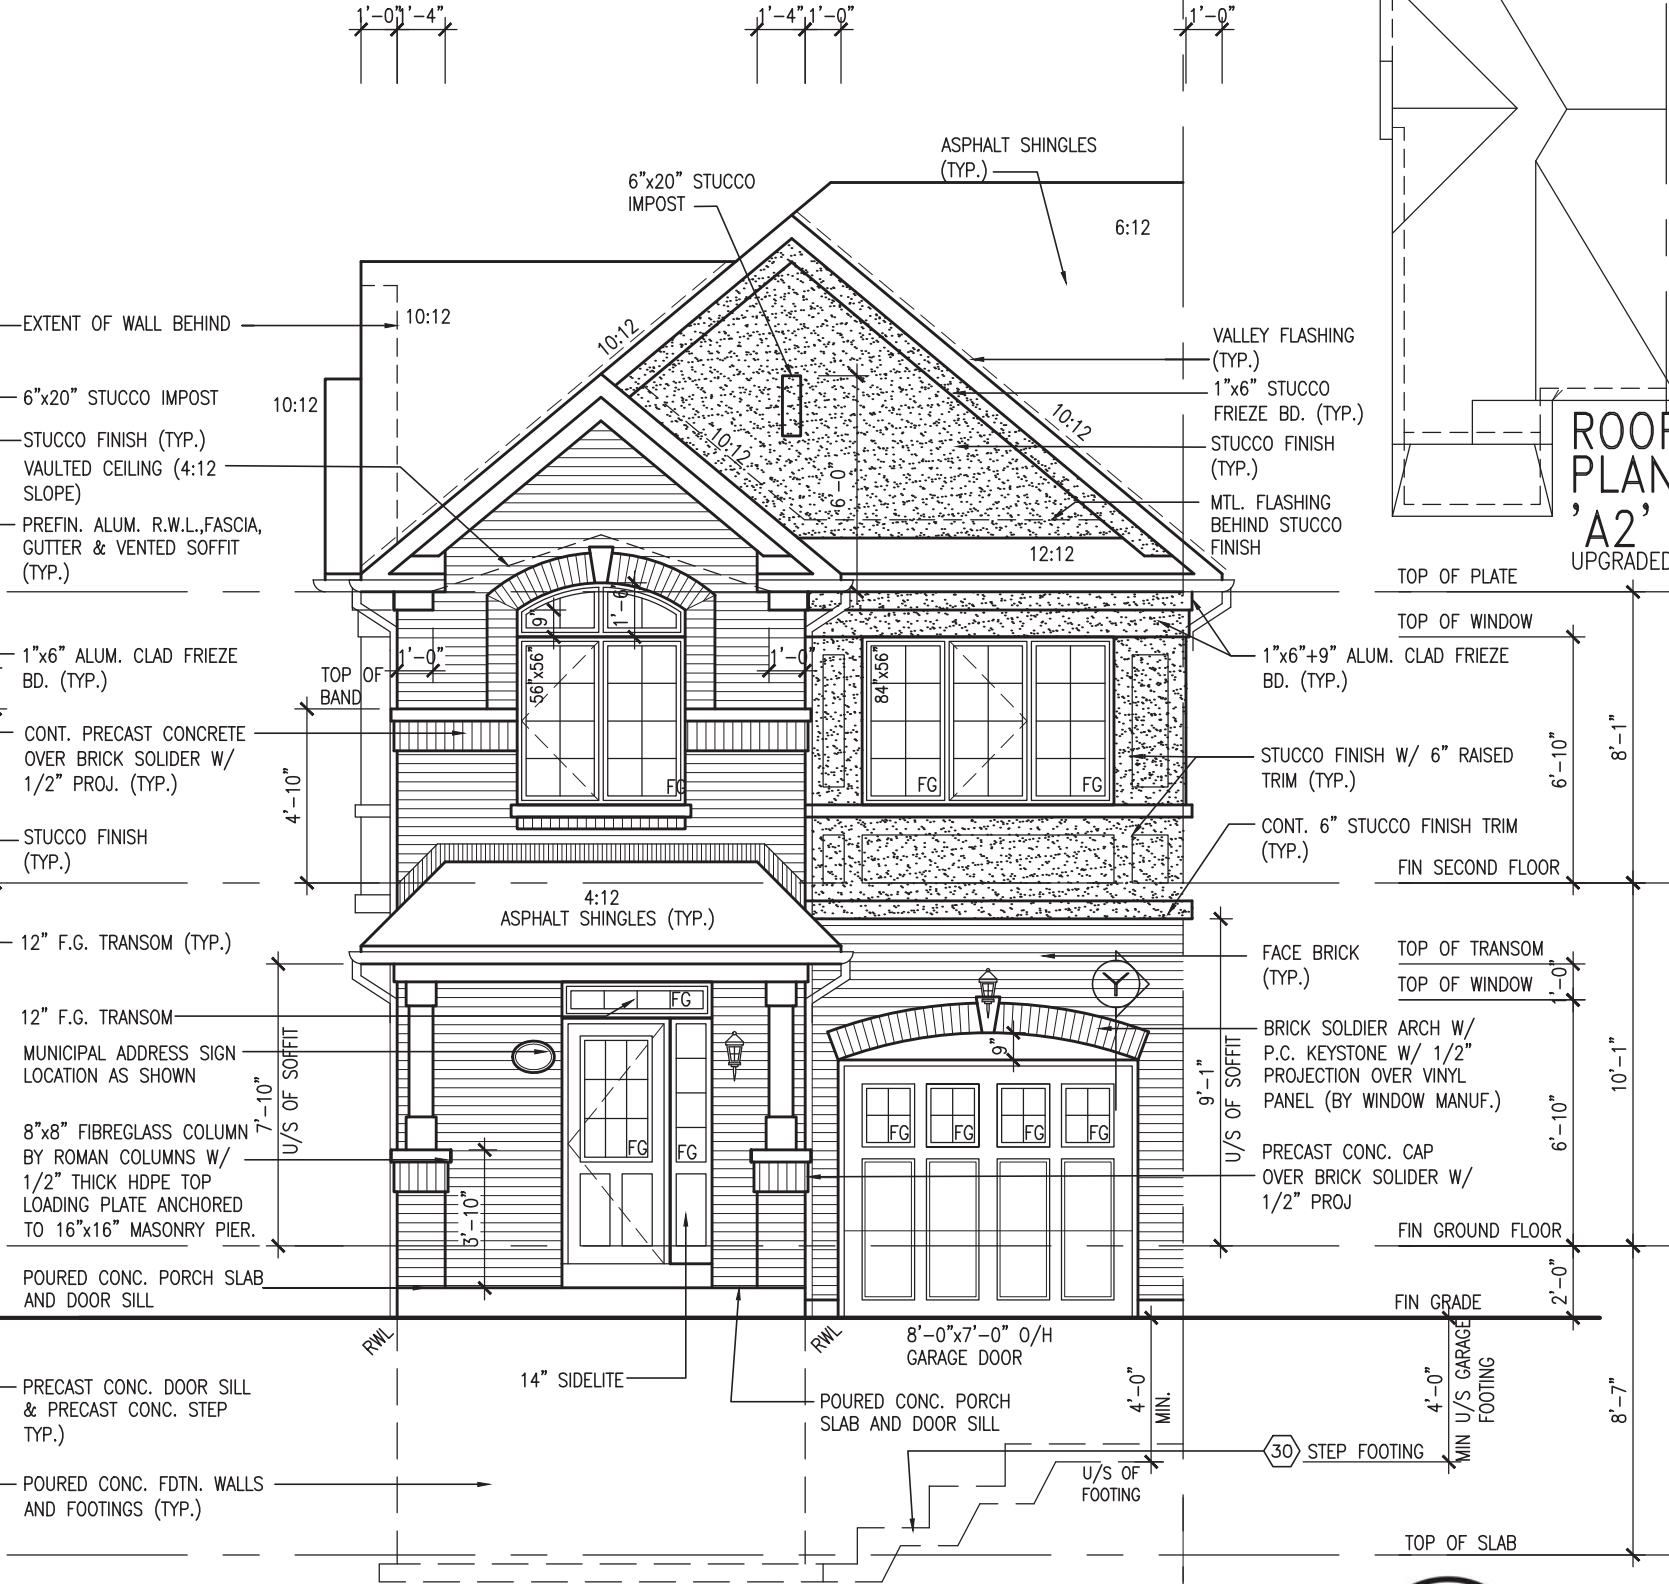 1'-0"
1'-4"
1'-4"
1'-0"
1'-0"
ASPHALT SHINGLES
(TYP.)
6"x20" STUCCO
IMPOST
6:12
EXTENT OF WALL BEHIND
10:12
10:12
VALLEY FLASHING
(TYP.)
6"x20" STUCCO IMPOST
10:12
1"x6" STUCCO
FRIEZE BD. (TYP.)
10:12
STUCCO FINISH (TYP.)
VAULTED CEILING (4:12
SLOPE)
10:12
6'-0"
STUCCO FINISH
(TYP.)
ROOF
PLAN
'A2'
UPGRADED
PREFIN. ALUM. R.W.L.,FASCIA,
GUTTER & VENTED SOFFIT
(TYP.)
MTL. FLASHING
BEHIND STUCCO
FINISH
12:12
TOP OF PLATE
TOP OF WINDOW
9"
1'-6"
1"x6" ALUM. CLAD FRIEZE
BD. (TYP.)
TOP OF
BAND
1'-0"
56"x56"
1'-0"
84"x56"
1"x6"+9" ALUM. CLAD FRIEZE
BD. (TYP.)
CONT. PRECAST CONCRETE
OVER BRICK SOLIDER W/
1/2" PROJ. (TYP.)
4'-10"
FG
FG
FG
STUCCO FINISH W/ 6" RAISED
TRIM (TYP.)
6'-10"
8'-1"
STUCCO FINISH
(TYP.)
CONT. 6" STUCCO FINISH TRIM
(TYP.)
FIN SECOND FLOOR
4:12
ASPHALT SHINGLES (TYP.)
12" F.G. TRANSOM (TYP.)
FACE BRICK
(TYP.)
TOP OF TRANSOM
TOP OF WINDOW
1'-0"
FG
Y
12" F.G. TRANSOM
MUNICIPAL ADDRESS SIGN
LOCATION AS SHOWN
7'-10"
U/S OF SOFFIT
9"
BRICK SOLDIER ARCH W/
P.C. KEYSTONE W/ 1/2"
PROJECTION OVER VINYL
PANEL (BY WINDOW MANUF.)
9'-1"
U/S OF SOFFIT
6'-10"
10'-1"
8"x8" FIBREGLASS COLUMN
BY ROMAN COLUMNS W/
1/2" THICK HDPE TOP
LOADING PLATE ANCHORED
TO 16"x16" MASONRY PIER.
FG
FG
FG
FG
FG
FG
PRECAST CONC. CAP
OVER BRICK SOLIDER W/
1/2" PROJ
3'-10"
FIN GROUND FLOOR
POURED CONC. PORCH SLAB
AND DOOR SILL
2'-0"
FIN GRADE
RWL
RWL
8'-0"x7'-0" O/H
GARAGE DOOR
14" SIDELITE
PRECAST CONC. DOOR SILL
& PRECAST CONC. STEP
TYP.)
POURED CONC. PORCH
SLAB AND DOOR SILL
4'-0"
MIN.
4'-0"
MIN U/S GARAGE
FOOTING
8'-7"
30
STEP FOOTING
U/S OF
FOOTING
POURED CONC. FDTN. WALLS
AND FOOTINGS (TYP.)
TOP OF SLAB